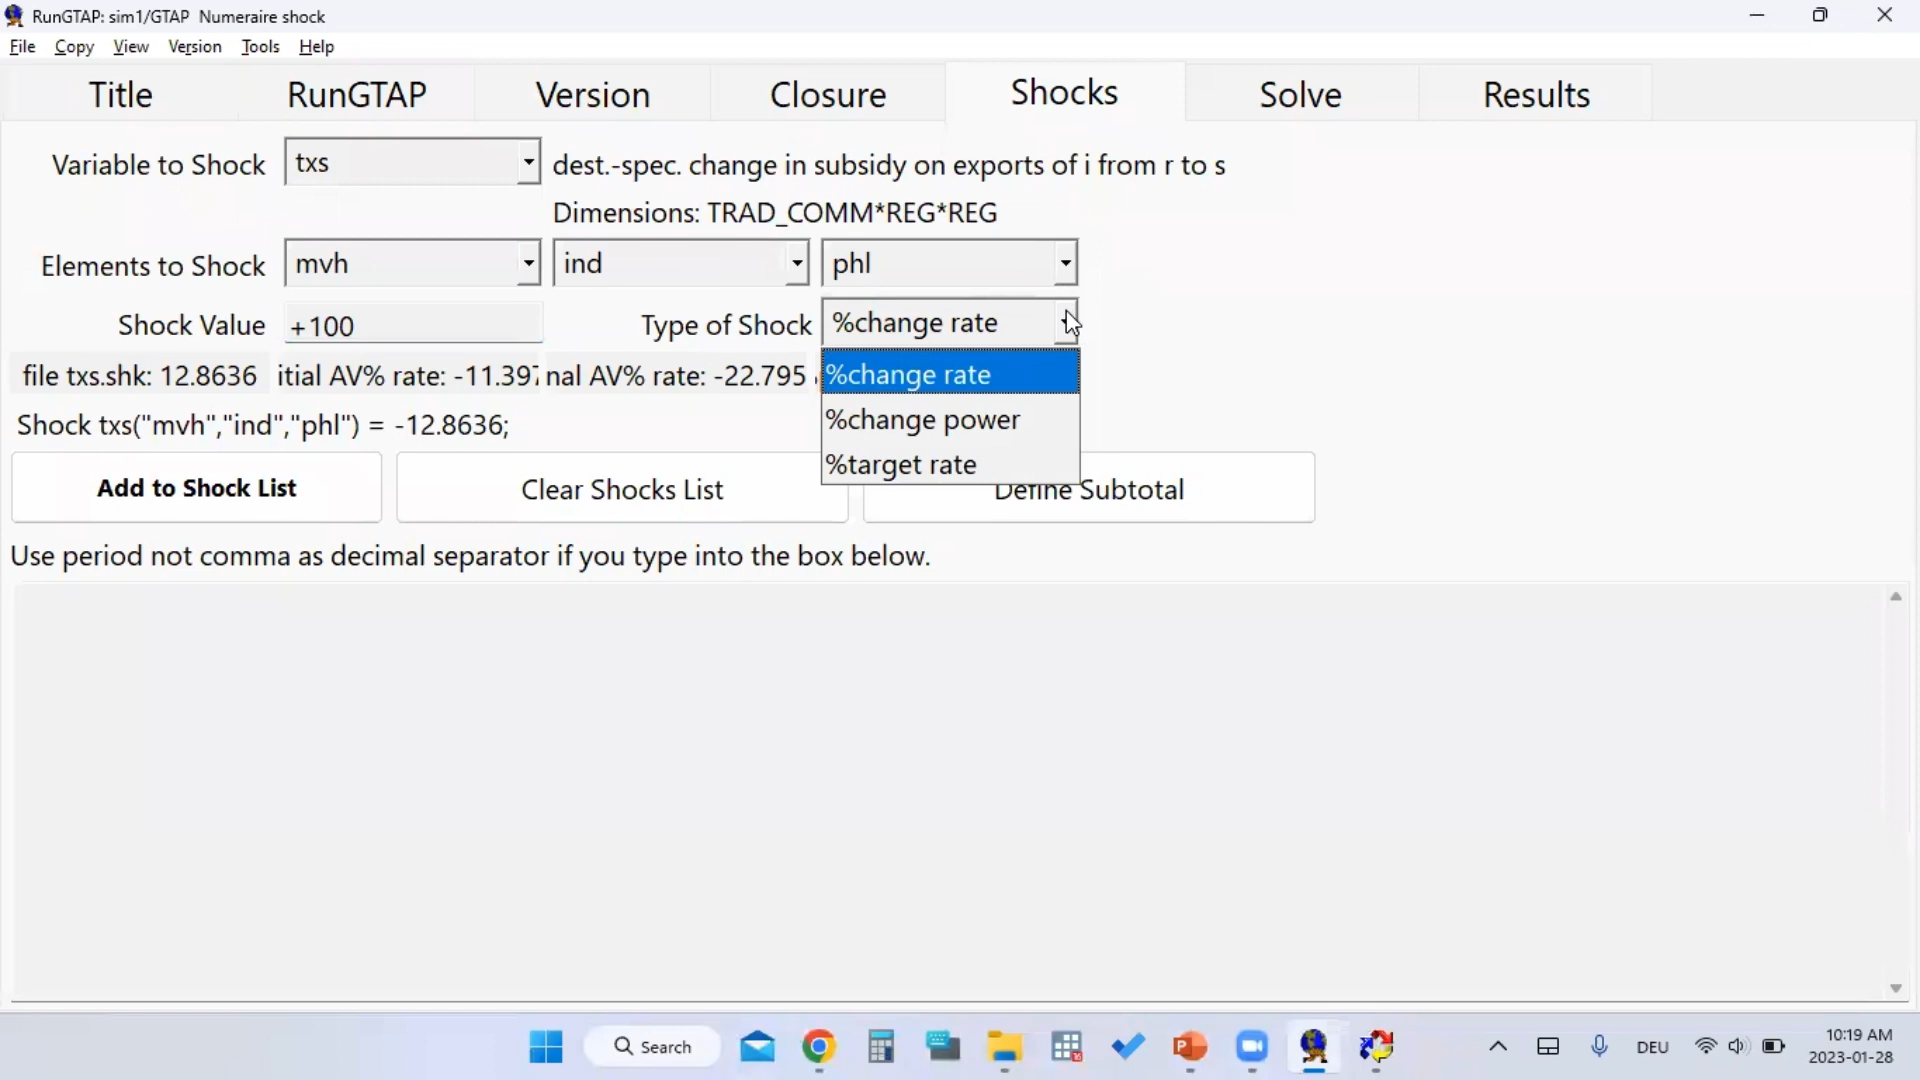 RunGTAP: sim1/GTAP Numeraire shock
File Copy View Version Tools Help
Title RunGTAP Version Closure Shocks Solve Results
Variable to Shock txs dest.-spec. change in subsidy on exports of i from r to s
Dimensions: TRAD_COMM*REG*REG
Elements to Shock mvh ind phl
Shock Value +100 Type of Shock %change rate
file txs.shk: 12.8636 itial AV% rate: -11.397 nal AV% rate: -22.795 %change rate
Shock txs("mvh","ind","phl") = -12.8636; %change power
%target rate
Add to Shock List Clear Shocks List Define Subtotal
Use period not comma as decimal separator if you type into the box below.
Search DEU 10:19 AM
2023-01-28